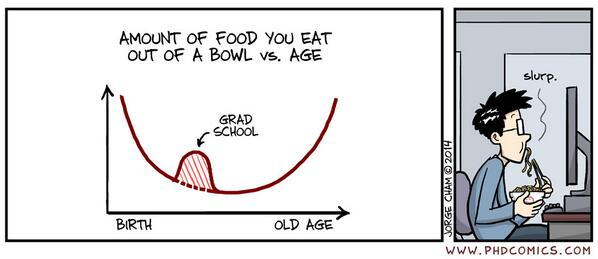 AMOUNT OF FOOD YOU EAT
OUT OF A BOWL vs. AGE
GRAD
SCHOOL
BIRTH
OLD AGE
slurp.
JORGE CHAM © 2014
WWW.PHDCOMICS.COM